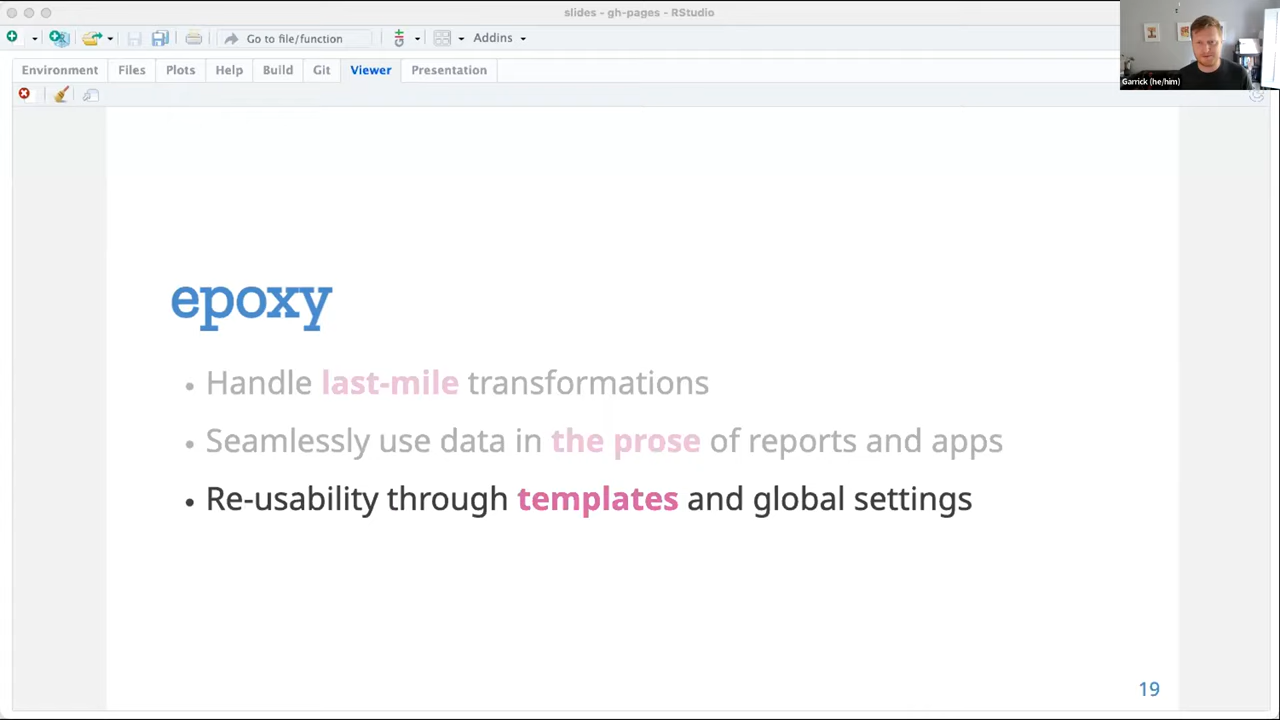 slides - gh-pages - RStudio
Go to file/function
Addins
Environment
Files
Plots
Help
Build
Git
Viewer
Presentation
Garrick (he/him)
epoxy
• Handle last-mile transformations
• Seamlessly use data in the prose of reports and apps
• Re-usability through templates and global settings
19